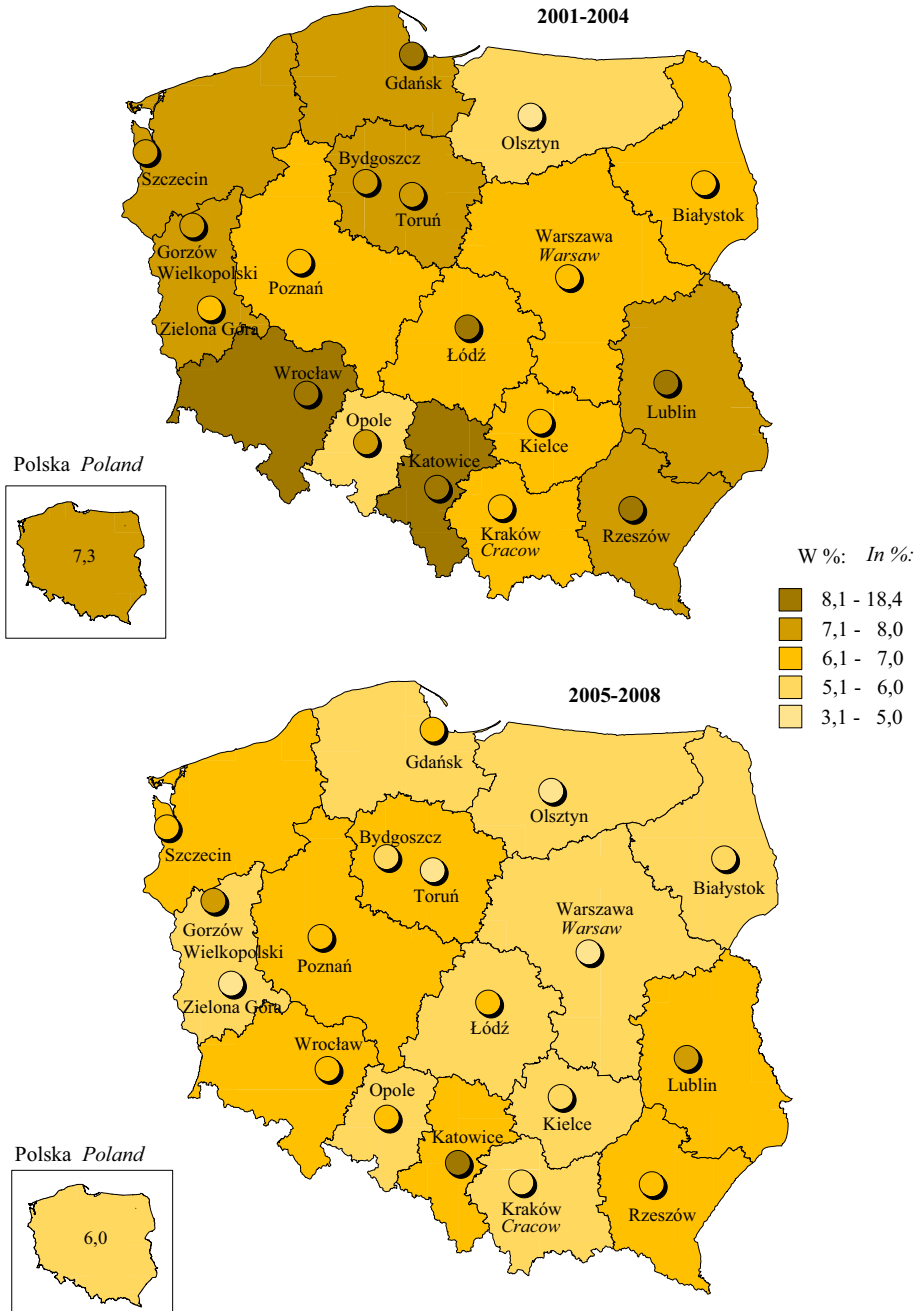 2001-2004
Gdańsk
Olsztyn
Bydgoszcz
Szczecin
Toruń
Białystok
Gorzów
Wielkopolski
Warszawa
Warsaw
Poznań
Zielona Góra
Łódź
Wrocław
Lublin
Opole
Kielce
Katowice
Kraków
Cracow
Rzeszów
Polska Poland
7,3
W %: In %:
8,1 - 18,4
7,1 - 8,0
6,1 - 7,0
5,1 - 6,0
3,1 - 5,0
2005-2008
Gdańsk
Olsztyn
Bydgoszcz
Szczecin
Toruń
Białystok
Gorzów
Wielkopolski
Warszawa
Warsaw
Poznań
Zielona Góra
Łódź
Wrocław
Lublin
Opole
Kielce
Katowice
Kraków
Cracow
Rzeszów
Polska Poland
6,0